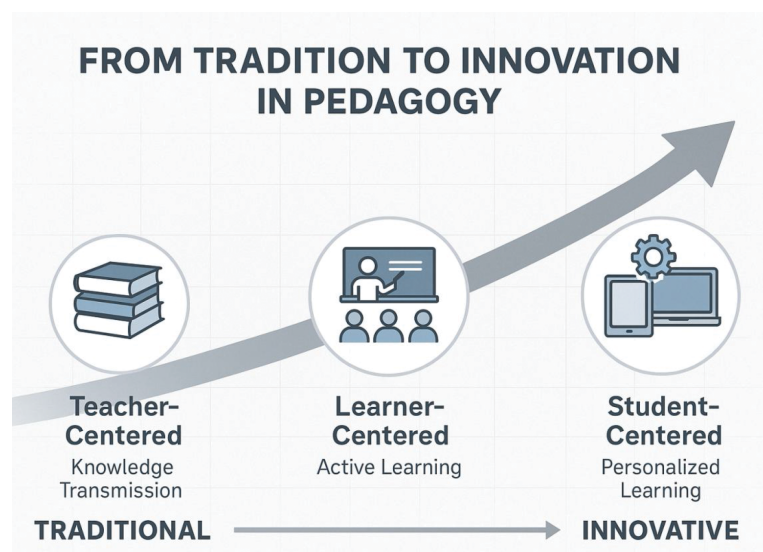 FROM TRADITION TO INNOVATION
IN PEDAGOGY
Teacher-
Centered
Knowledge
Transmission
Learner-
Centered
Active Learning
Student-
Centered
Personalized
Learning
TRADITIONAL
INNOVATIVE